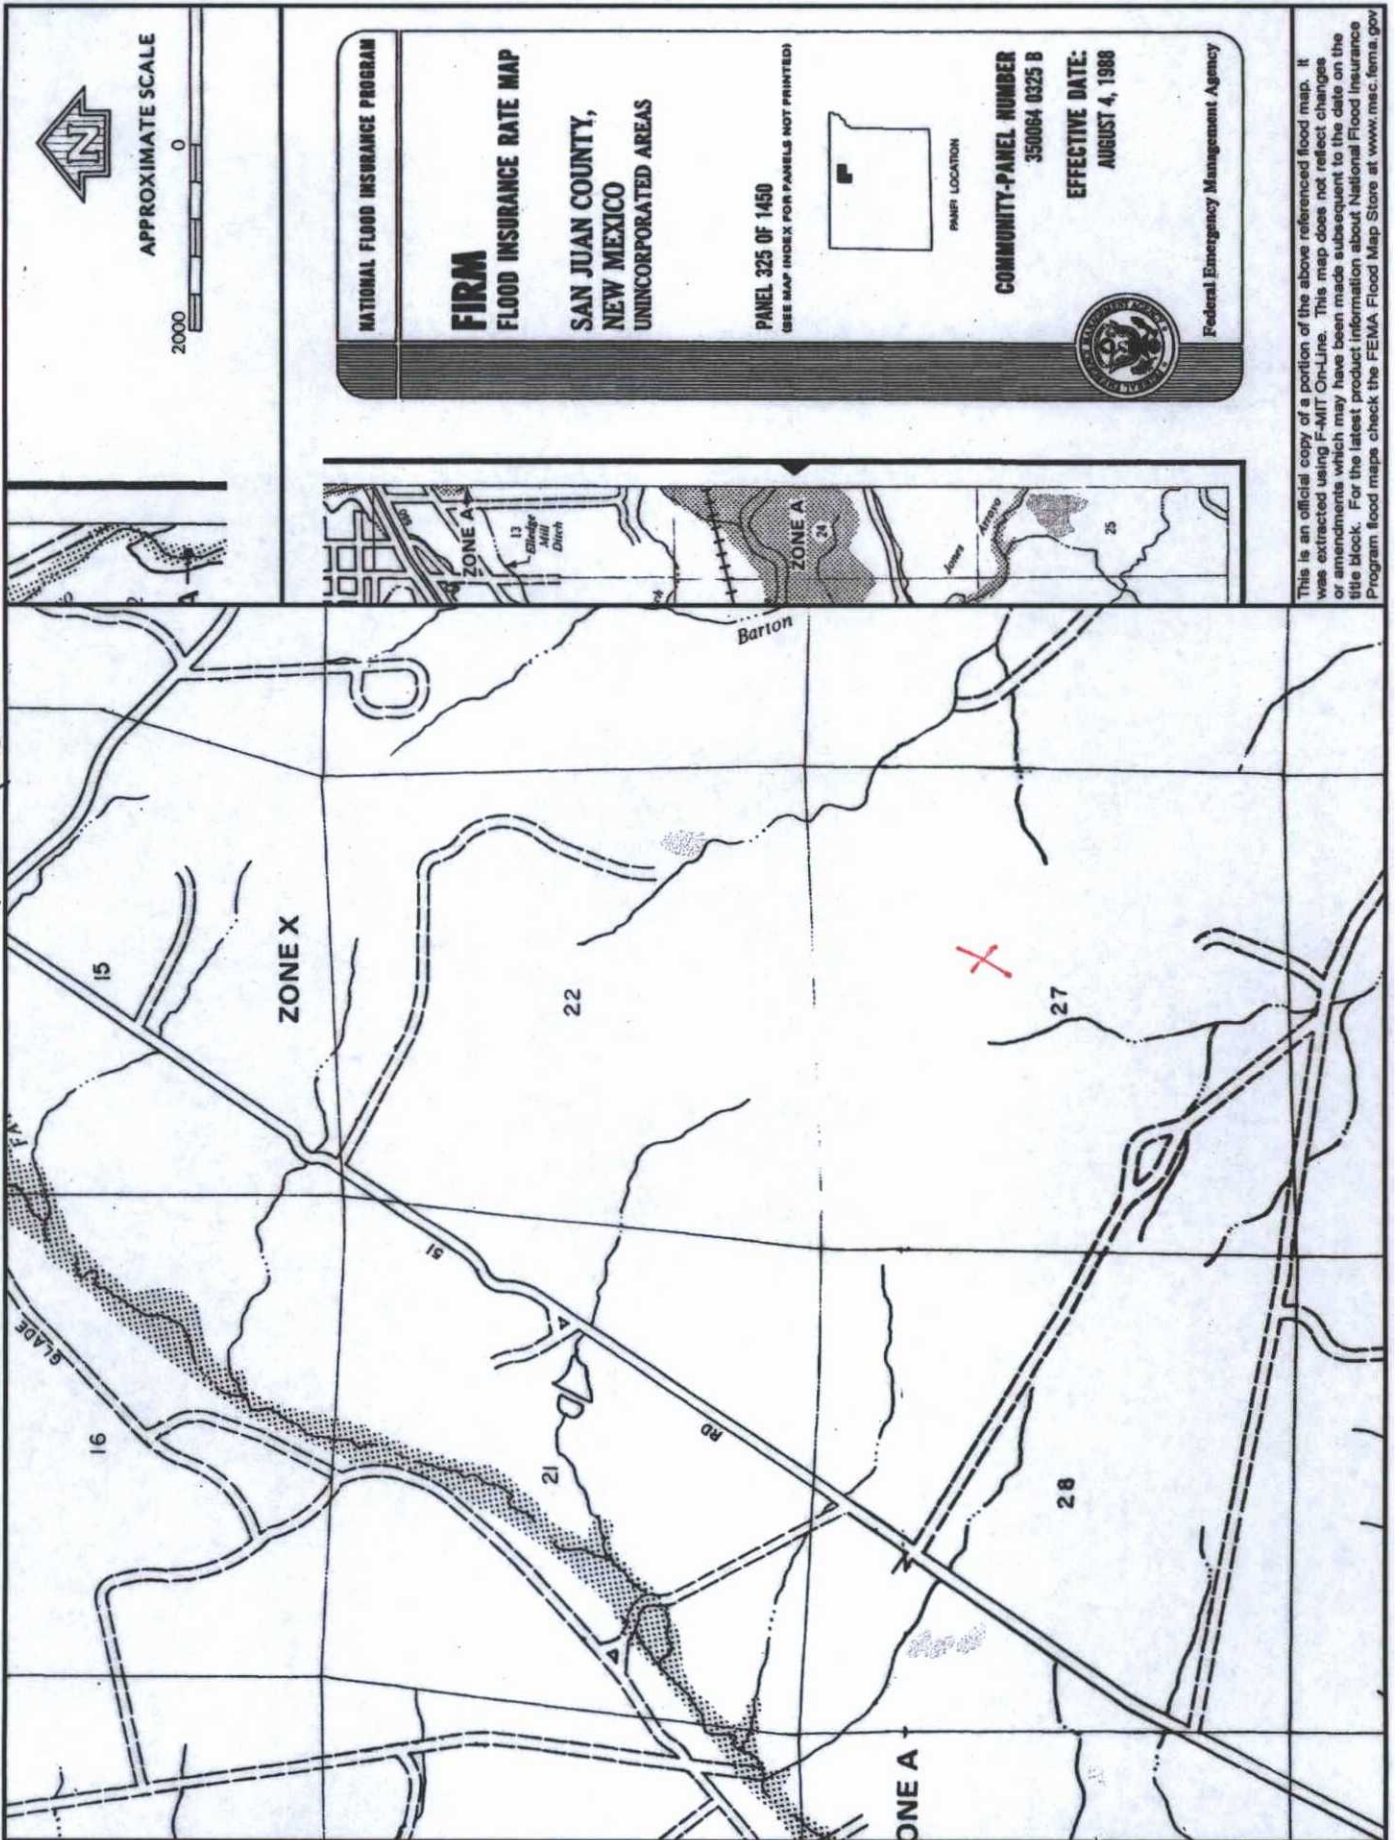 N
APPROXIMATE SCALE
2000 0
NATIONAL FLOOD INSURANCE PROGRAM
FIRM
FLOOD INSURANCE RATE MAP
SAN JUAN COUNTY,
NEW MEXICO
UNINCORPORATED AREAS
PANEL 325 OF 1450
(SEE MAP INDEX FOR PANELS NOT PRINTED)
PANEL LOCATION
COMMUNITY-PANEL NUMBER
350064 0325 B
EFFECTIVE DATE:
AUGUST 4, 1988
Federal Emergency Management Agency
This is an official copy of a portion of the above referenced flood map. It
was extracted using F-MIT On-Line. This map does not reflect changes
or amendments which may have been made subsequent to the date on the
title block. For the latest product information about National Flood Insurance
Program flood maps check the FEMA Flood Map Store at www.msc.fema.gov
ZONE A
13
Elledge
Mill
Ditch
ZONE A
24
Jones Arroyo
25
Barton
15
ZONE X
22
27
GLADE
51
RD
16
21
28
ONE A